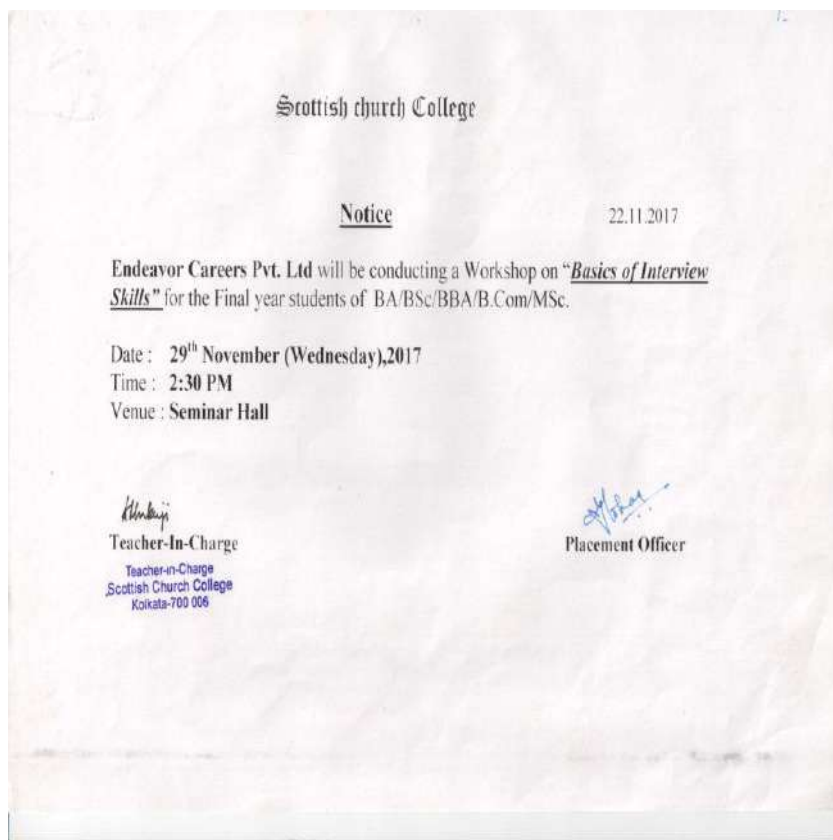 Scottish church College
Notice 22.11.2017
Endeavor Careers Pvt. Ltd will be conducting a Workshop on “Basics of Interview
Skills” for the Final year students of BA/BSc/BBA/B.Com/MSc.
Date : 29th November (Wednesday),2017
Time : 2:30 PM
Venue : Seminar Hall
Teacher-In-Charge Placement Officer
Teacher-in-Charge
Scottish Church College
Kolkata-700 006